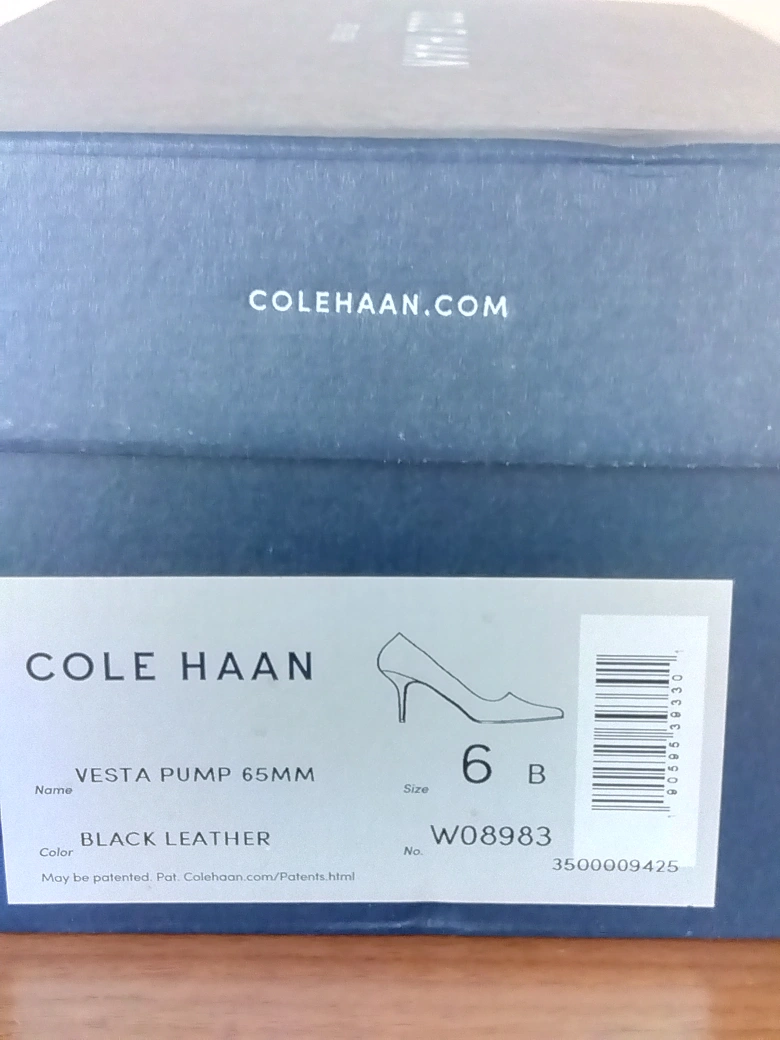 COLEHAAN.COM
COLE HAAN
Name VESTA PUMP 65MM
Size 6 B
Color BLACK LEATHER
No. W08983
3500009425
May be patented. Pat. Colehaan.com/Patents.html